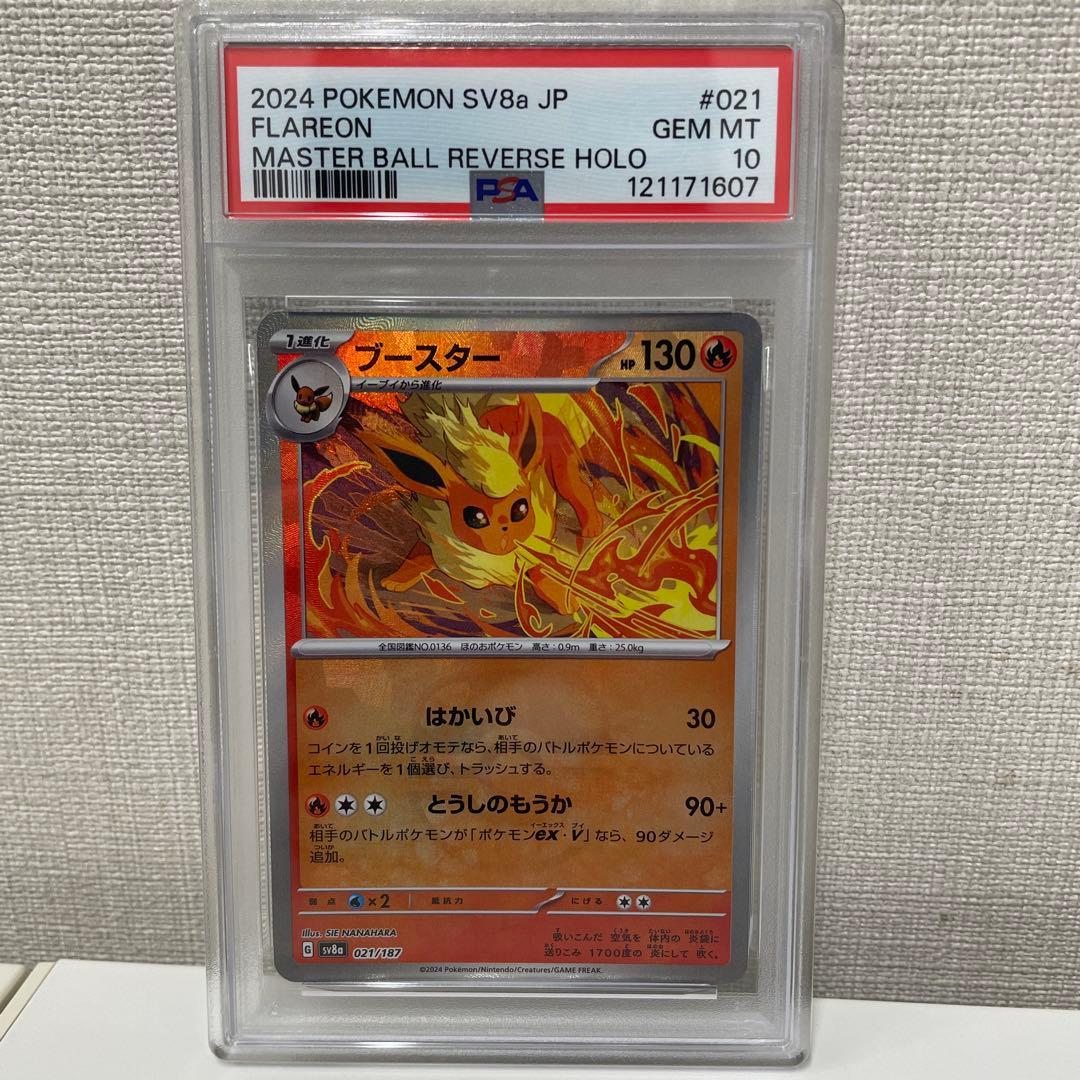 2024 POKEMON SV8a JP #021
FLAREON GEM MT
MASTER BALL REVERSE HOLO 10
PSA 121171607
1進化 ブースター HP 130
イーブイから進化
全国図鑑NO.0136 ほのおポケモン 高さ:0.9m 重さ:25.0kg
はかいび 30
コインを1回投げオモテなら、相手のバトルポケモンについている
エネルギーを1個選び、トラッシュする。
とうしのもうか 90+
相手のバトルポケモンが「ポケモンex・V」なら、90ダメージ
追加。
弱点 ×2 抵抗力 にげる
Illus. SIE NANAHARA
G SV8a 021/187
吸いこんだ 空気を 体内の 炎袋に
送りこみ 1700度の 炎にして 吹く。
©2024 Pokémon/Nintendo/Creatures/GAME FREAK.